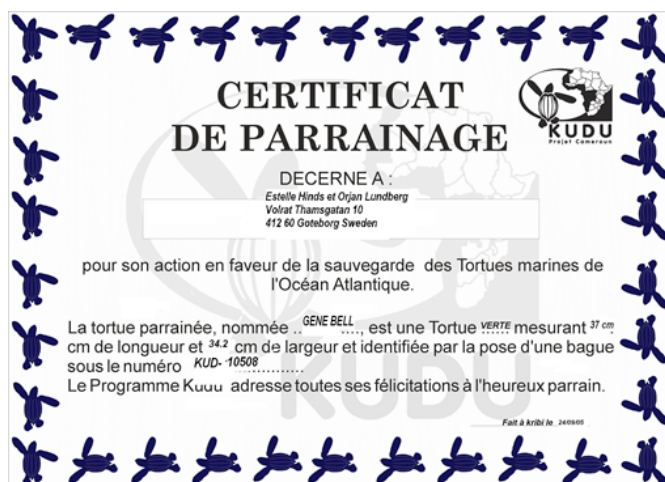 CERTIFICAT
DE PARRAINAGE
KUDU
Projet Cameroun
DECERNE A :
Estelle Hinds et Orjan Lundberg
Volrat Thamsgatan 10
412 60 Goteborg Sweden
pour son action en faveur de la sauvegarde des Tortues marines de
l'Océan Atlantique.
La tortue parrainée, nommée ..GENE BELL...., est une Tortue VERTE mesurant 37 cm
cm de longueur et 34.2 cm de largeur et identifiée par la pose d'une bague
sous le numéro KUD- 10508
Le Programme Kudu adresse toutes ses félicitations à l'heureux parrain.
KUDU
Fait à kribi le 24/09/05